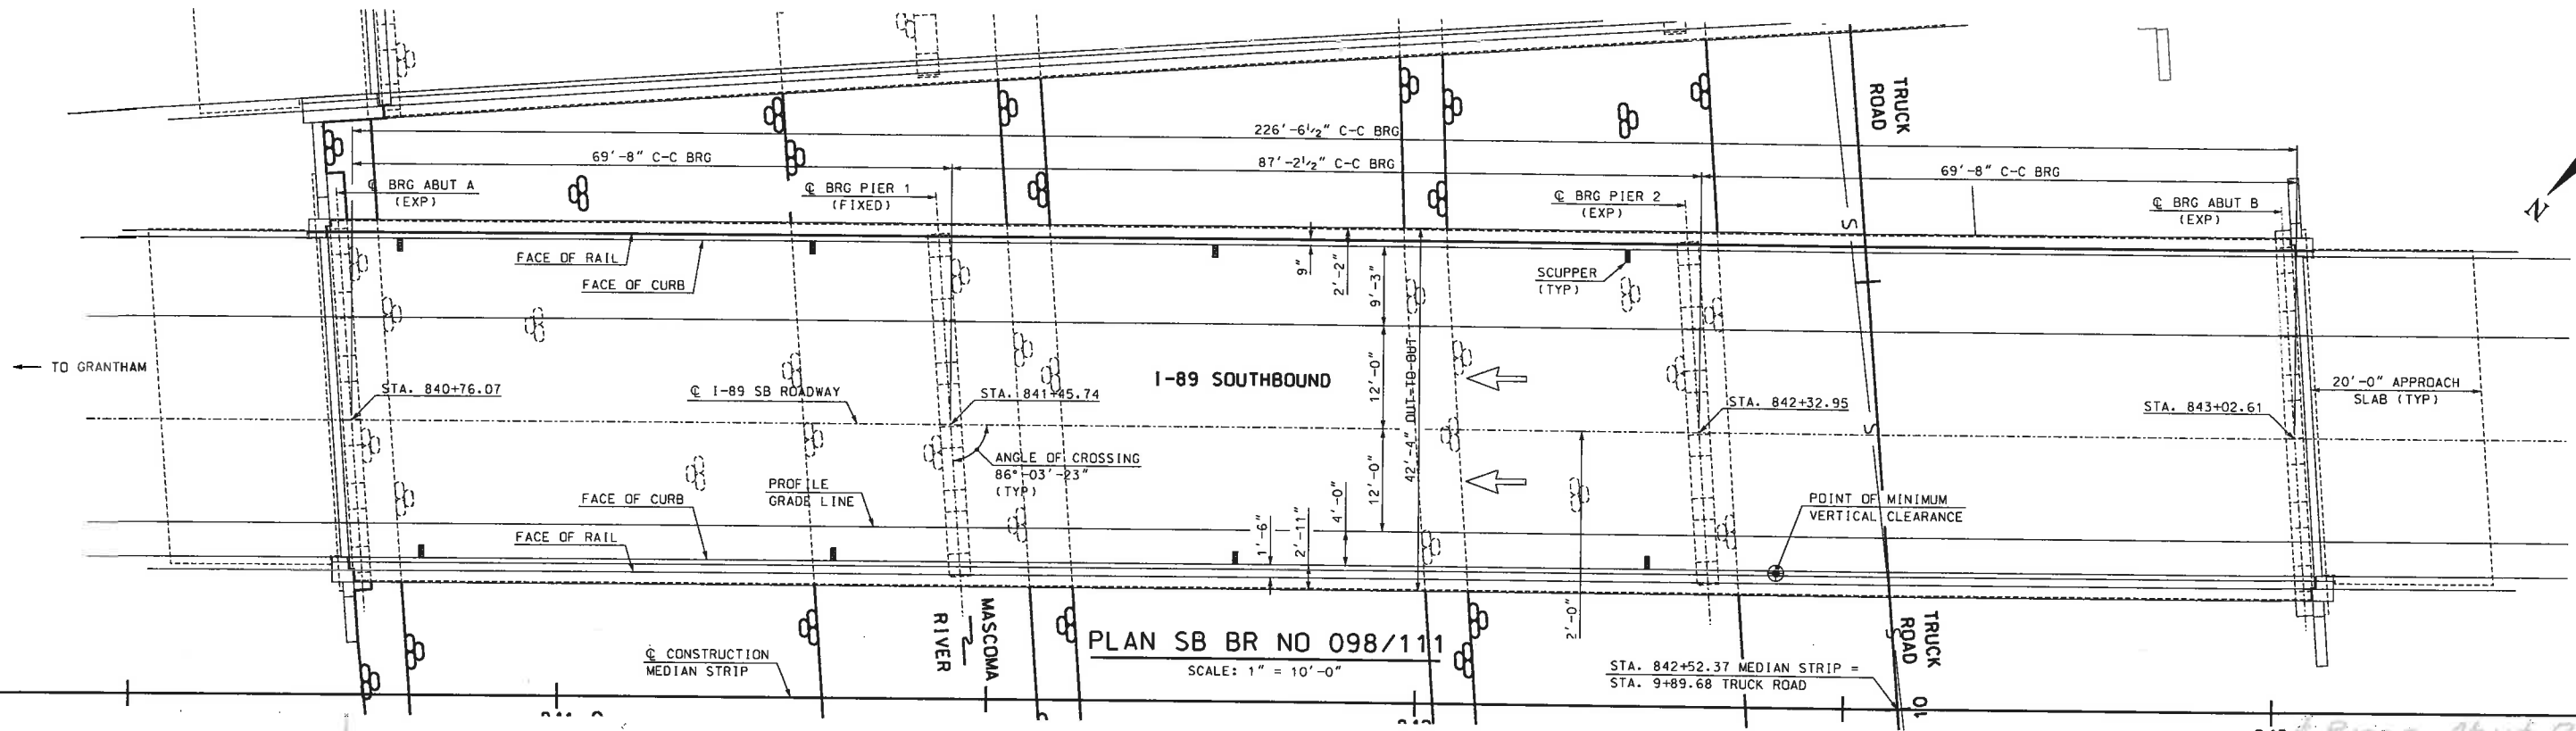 TRUCK
ROAD
226'-6½" C-C BRG
69'-8" C-C BRG
87'-2½" C-C BRG
69'-8" C-C BRG
℄ BRG ABUT A
(EXP)
℄ BRG PIER 1
(FIXED)
℄ BRG PIER 2
(EXP)
℄ BRG ABUT B
(EXP)
N
FACE OF RAIL
FACE OF CURB
9"
2'-2"
9'-3"
SCUPPER
(TYP)
S
TO GRANTHAM
STA. 840+76.07
℄ I-89 SB ROADWAY
STA. 841+45.74
I-89 SOUTHBOUND
12'-0"
42'-4" OUT-TO-OUT
STA. 842+32.95
STA. 843+02.61
20'-0" APPROACH
SLAB (TYP)
S
ANGLE OF CROSSING
86°-03'-23"
(TYP)
PROFILE
GRADE LINE
FACE OF CURB
FACE OF RAIL
1'-6"
2'-11"
4'-0"
12'-0"
2'-0"
POINT OF MINIMUM
VERTICAL CLEARANCE
MASCOMA
RIVER
℄ CONSTRUCTION
MEDIAN STRIP
PLAN SB BR NO 098/111
SCALE: 1" = 10'-0"
STA. 842+52.37 MEDIAN STRIP =
STA. 9+89.68 TRUCK ROAD
S
TRUCK
ROAD
10